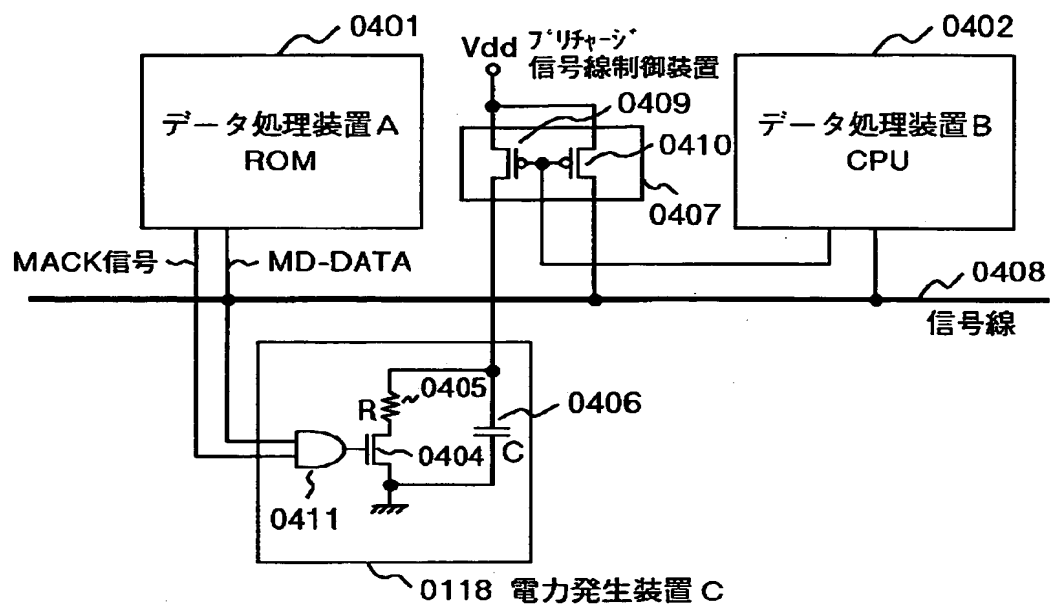 0401
データ処理装置A
ROM
Vdd
プリチャージ
信号線制御装置
0409
0410
0407
0402
データ処理装置B
CPU
MACK信号
MD-DATA
0408
信号線
R
0405
0406
C
0404
0411
0118 電力発生装置C